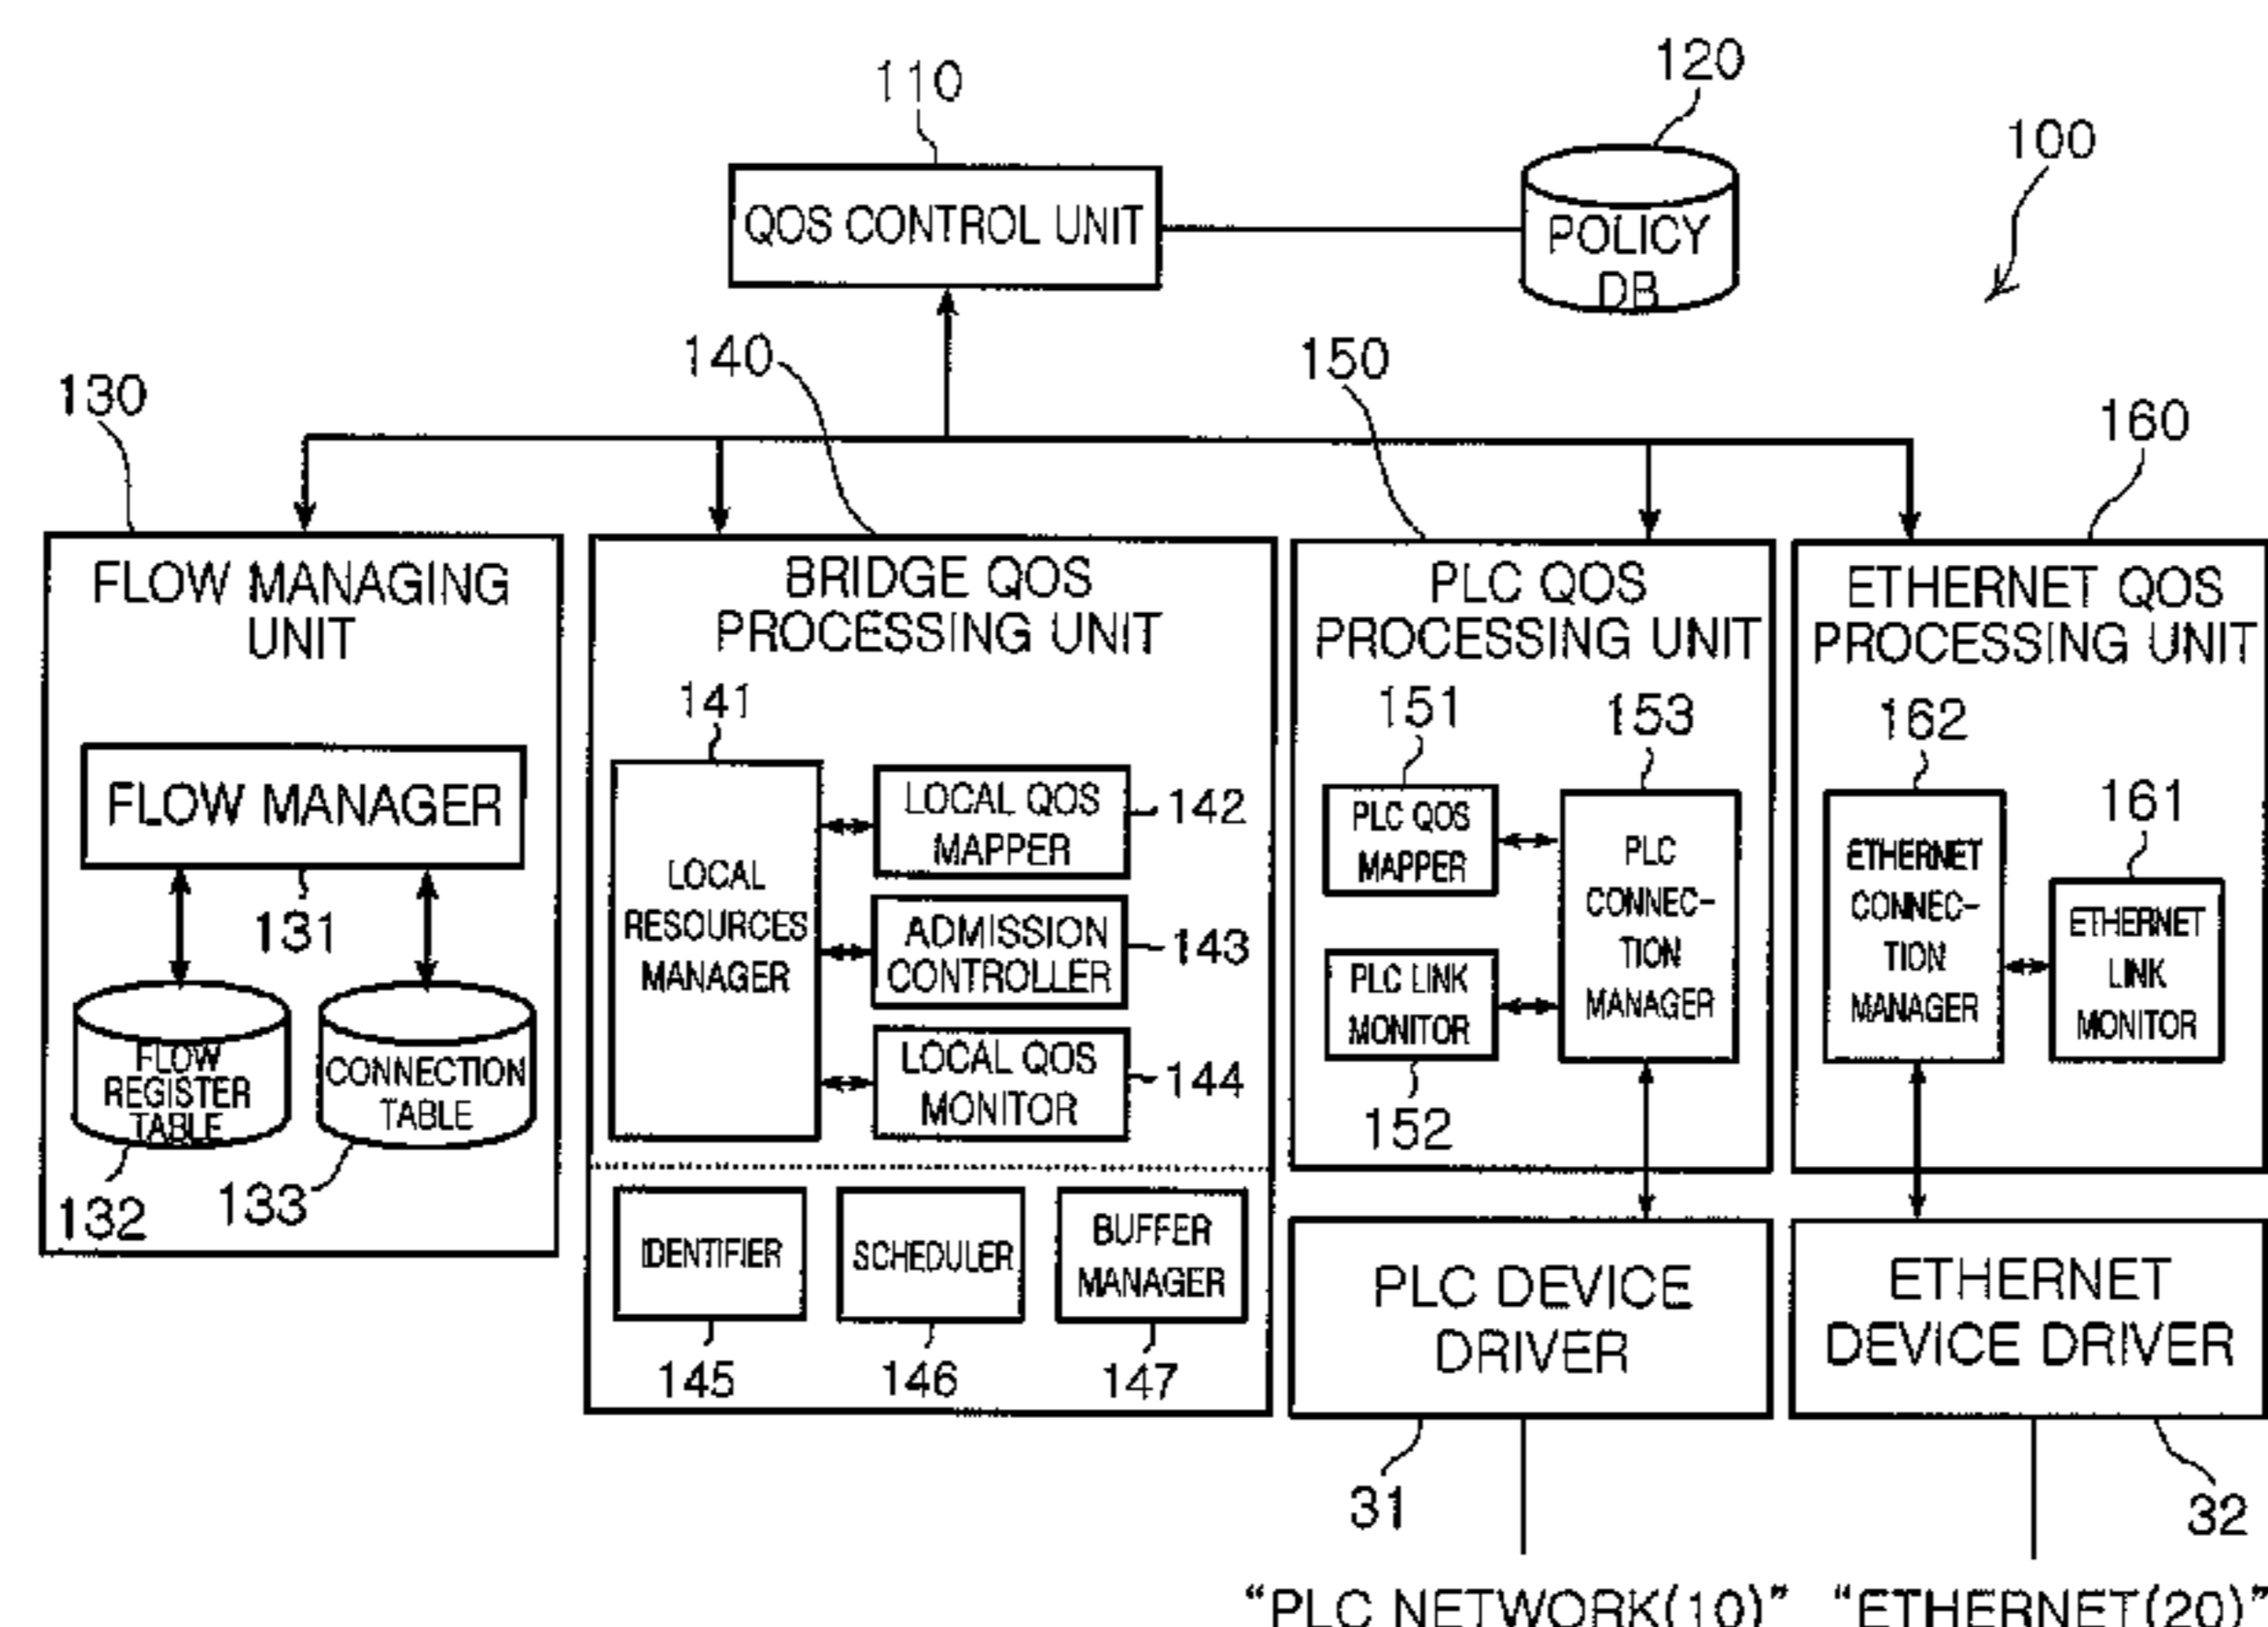 110
120
100
QOS CONTROL UNIT
POLICY
DB
130
140
150
160
FLOW MANAGING
UNIT
FLOW MANAGER
131
FLOW
REGISTER
TABLE
CONNECTION
TABLE
132
133
BRIDGE QOS
PROCESSING UNIT
141
LOCAL
RESOURCES
MANAGER
LOCAL QOS
MAPPER
142
ADMISSION
CONTROLLER
143
LOCAL QOS
MONITOR
144
IDENTIFIER
SCHEDULER
BUFFER
MANAGER
145
146
147
PLC QOS
PROCESSING UNIT
151
153
PLC QOS
MAPPER
PLC LINK
MONITOR
152
PLC
CONNEC-
TION
MANAGER
ETHERNET QOS
PROCESSING UNIT
162
161
ETHERNET
CONNEC-
TION
MANAGER
ETHERNET
LINK
MONITOR
PLC DEVICE
DRIVER
ETHERNET
DEVICE DRIVER
31
32
“PLC NETWORK(10)”
“ETHERNET(20)”